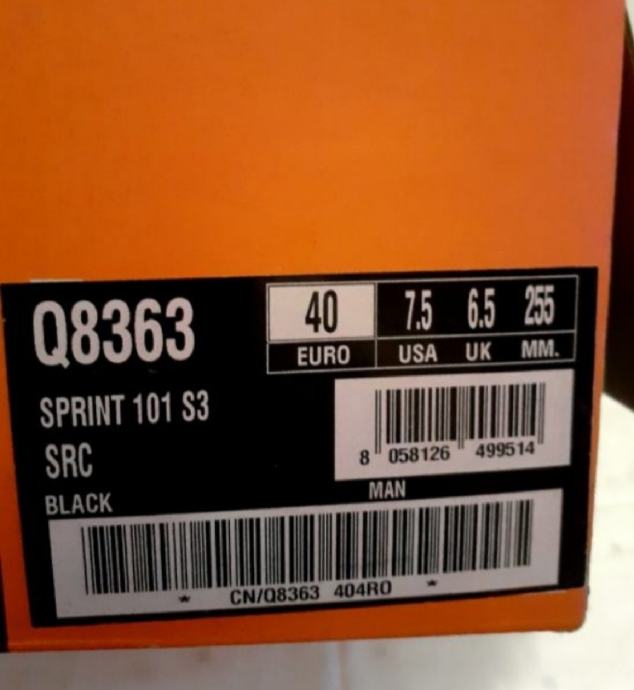 Q8363
40 7.5 6.5 255
EURO USA UK MM.
SPRINT 101 S3
SRC
8 058126 499514
BLACK
MAN
* CN/Q8363 404RO *